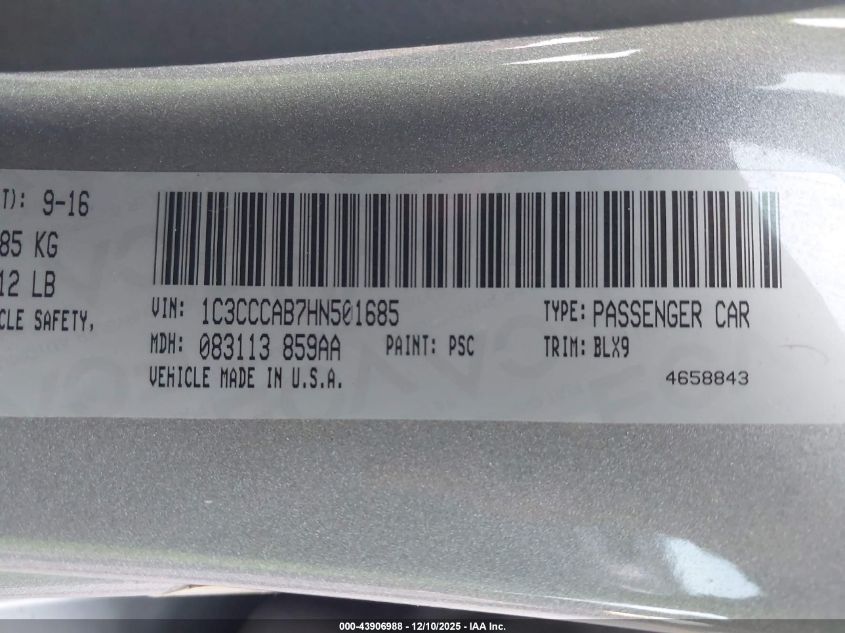 T): 9-16
85 KG
12 LB
CLE SAFETY,
VIN: 1C3CCCAB7HN501685
TYPE: PASSENGER CAR
MDH: 083113 859AA
PAINT: PSC
TRIM: BLX9
VEHICLE MADE IN U.S.A.
4658843
000-43906988 - 12/10/2025 - IAA Inc.